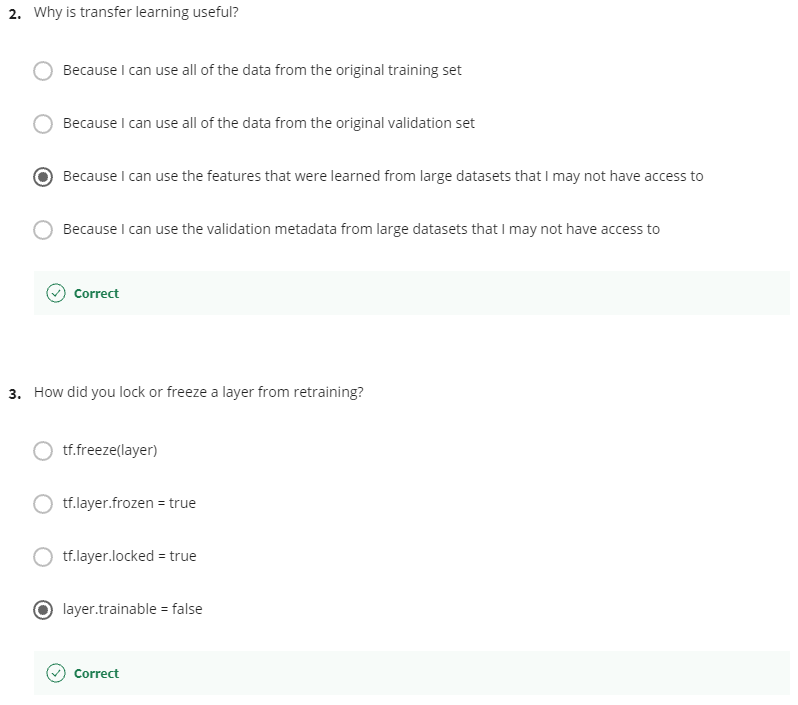 2. Why is transfer learning useful?
Because I can use all of the data from the original training set
Because I can use all of the data from the original validation set
Because I can use the features that were learned from large datasets that I may not have access to
Because I can use the validation metadata from large datasets that I may not have access to
Correct
3. How did you lock or freeze a layer from retraining?
tf.freeze(layer)
tf.layer.frozen = true
tf.layer.locked = true
layer.trainable = false
Correct